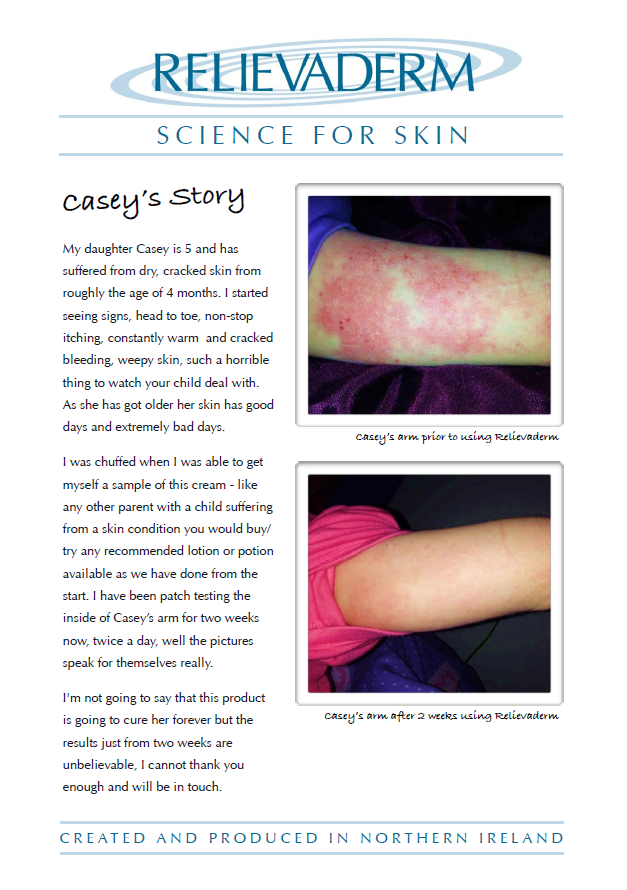 RELIEVADERM
SCIENCE FOR SKIN
Casey's Story
My daughter Casey is 5 and has
suffered from dry, cracked skin from
roughly the age of 4 months. I started
seeing signs, head to toe, non-stop
itching, constantly warm and cracked
bleeding, weepy skin, such a horrible
thing to watch your child deal with.
As she has got older her skin has good
days and extremely bad days.
I was chuffed when I was able to get
myself a sample of this cream - like
any other parent with a child suffering
from a skin condition you would buy/
try any recommended lotion or potion
available as we have done from the
start. I have been patch testing the
inside of Casey's arm for two weeks
now, twice a day, well the pictures
speak for themselves really.
I'm not going to say that this product
is going to cure her forever but the
results just from two weeks are
unbelievable, I cannot thank you
enough and will be in touch.
Casey's arm prior to using Relievaderm
Casey's arm after 2 weeks using Relievaderm
CREATED AND PRODUCED IN NORTHERN IRELAND